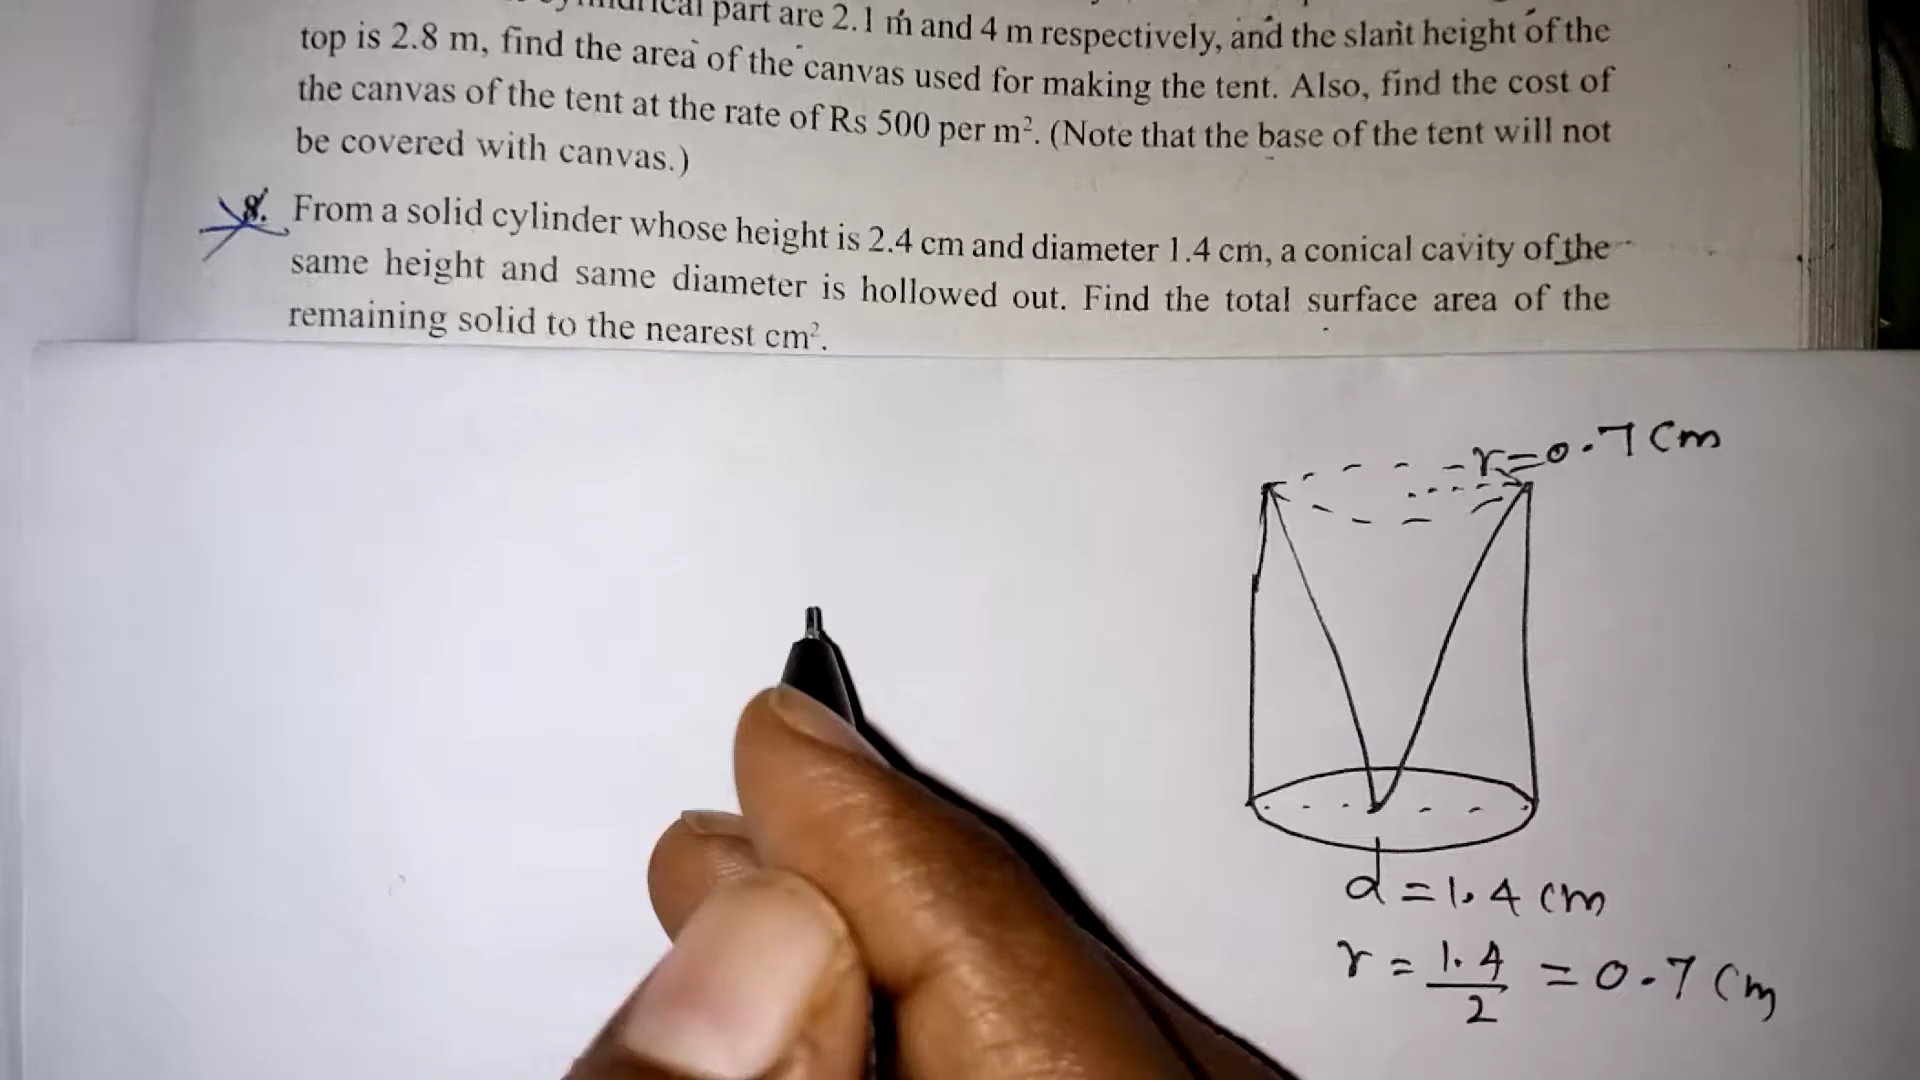 part are 2.1 m and 4 m respectively, and the slant height of the
top is 2.8 m, find the area of the canvas used for making the tent. Also, find the cost of
the canvas of the tent at the rate of Rs 500 per m². (Note that the base of the tent will not
be covered with canvas.)
8. From a solid cylinder whose height is 2.4 cm and diameter 1.4 cm, a conical cavity of the
same height and same diameter is hollowed out. Find the total surface area of the
remaining solid to the nearest cm².
r=0.7 cm
d=1.4 cm
r = 1.4/2 = 0.7 cm